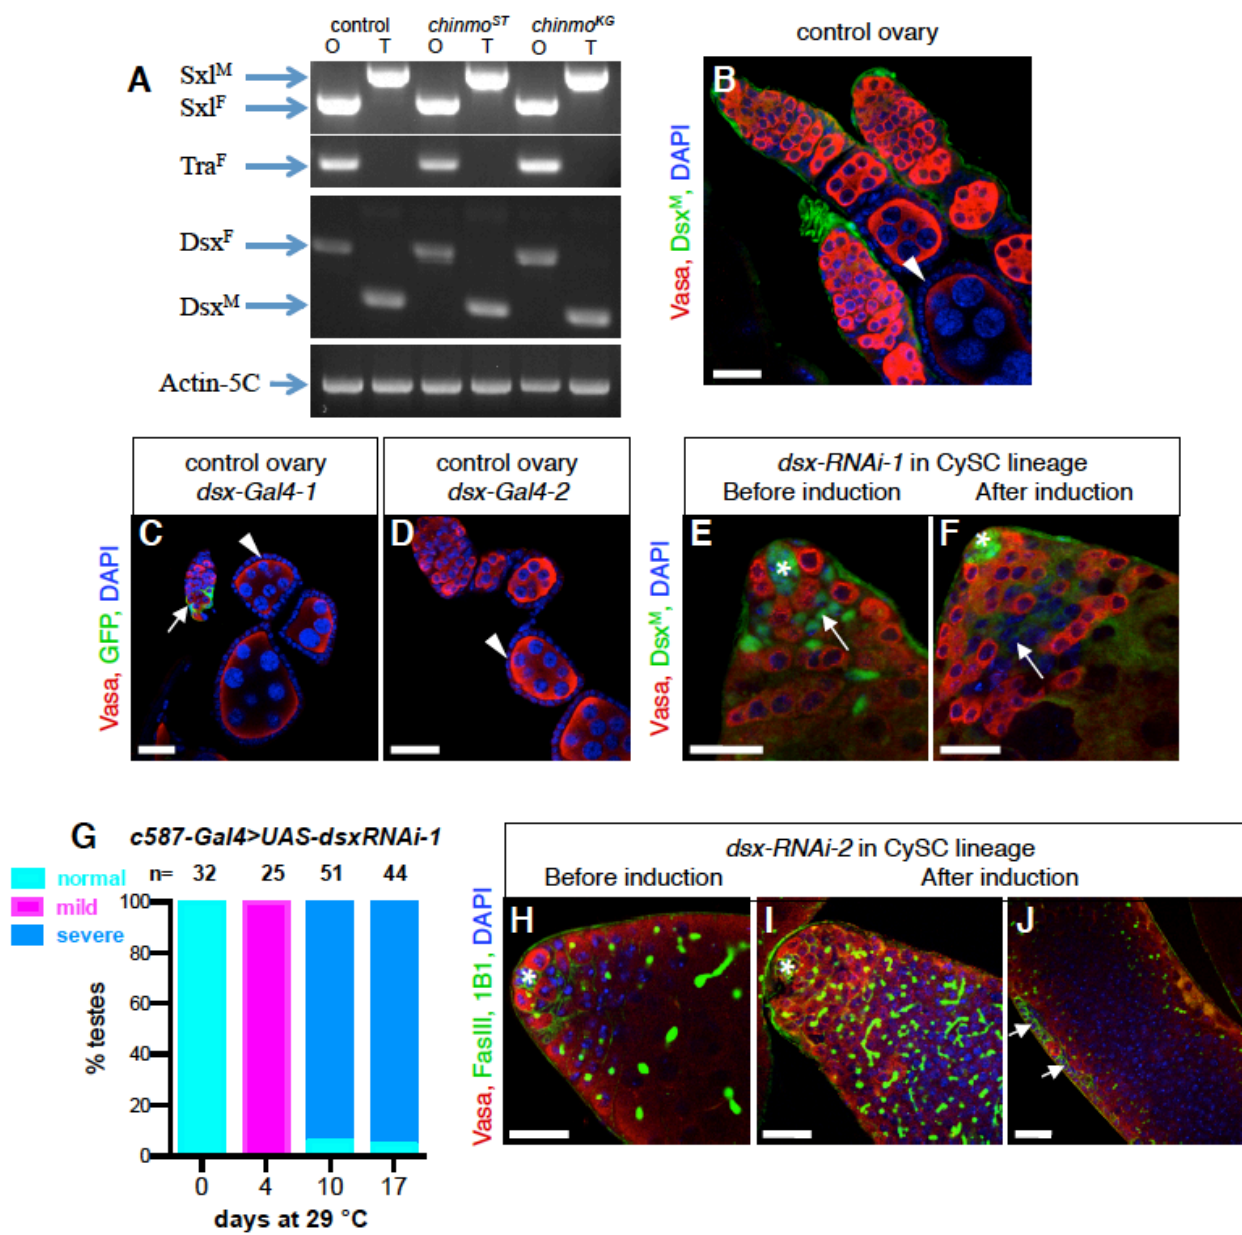 control chinmoST chinmoKG
O T O T O T
A
SxlM
SxlF
TraF
DsxF
DsxM
Actin-5C
control ovary
B
Vasa, DsxM, DAPI
control ovary
dsx-Gal4-1
control ovary
dsx-Gal4-2
dsx-RNAi-1 in CySC lineage
Before induction After induction
C
D
E
*
F
*
Vasa, GFP, DAPI
Vasa, DsxM, DAPI
G
c587-Gal4>UAS-dsxRNAi-1
normal
mild
severe
n= 32 25 51 44
100
80
60
40
20
0
% testes
0 4 10 17
days at 29 °C
dsx-RNAi-2 in CySC lineage
Before induction After induction
H
*
I
*
J
Vasa, FasIII, 1B1, DAPI